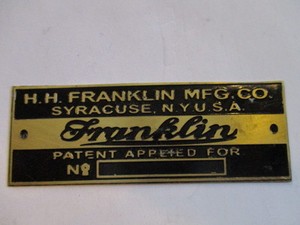 H.H. FRANKLIN MFG. CO.
SYRACUSE, N.Y. U.S.A.
Franklin
PATENT APPLIED FOR
No